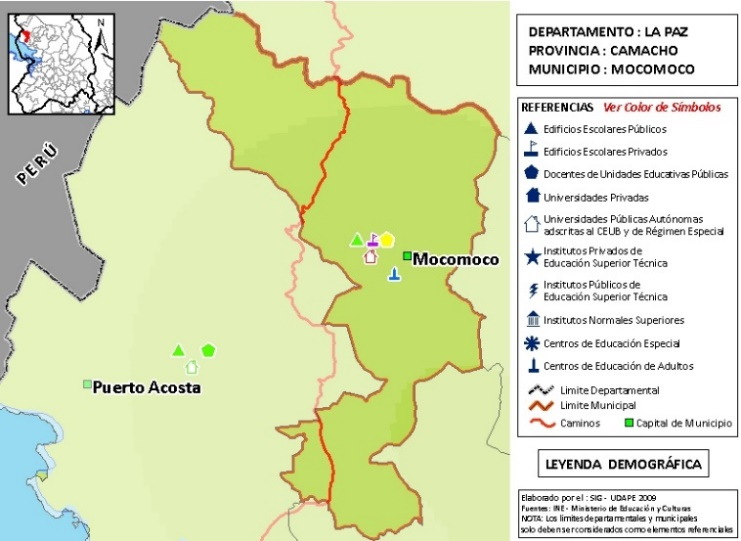 N
PERÚ
Mocomoco
Puerto Acosta
DEPARTAMENTO : LA PAZ
PROVINCIA : CAMACHO
MUNICIPIO : MOCOMOCO
REFERENCIAS Ver Color de Símbolos
Edificios Escolares Públicos
Edificios Escolares Privados
Docentes de Unidades Educativas Públicas
Universidades Privadas
Universidades Públicas Autónomas
adscritas al CEUB y de Régimen Especial
Institutos Privados de
Educación Superior Técnica
Institutos Públicos de
Educación Superior Técnica
Institutos Normales Superiores
Centros de Educación Especial
Centros de Educación de Adultos
Limite Departamental
Limite Municipal
Caminos Capital de Municipio
LEYENDA DEMOGRÁFICA
Elaborado por el : SIG - UDAPE 2009
Fuentes: INE - Ministerio de Educación y Culturas
NOTA: Los límites departamentales y municipales
solo deben ser considerados como elementos referenciales